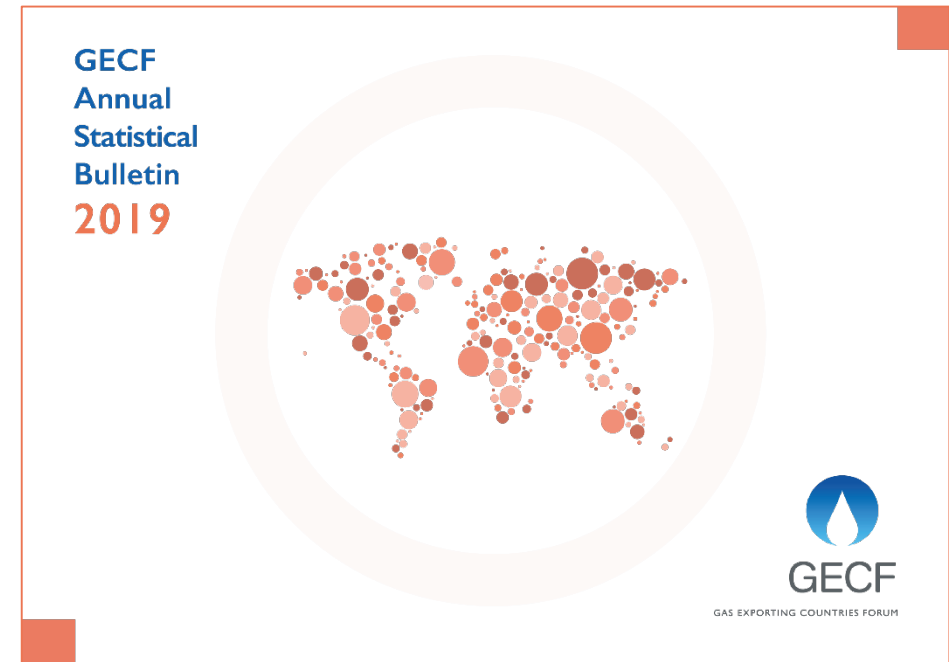 GECF
Annual
Statistical
Bulletin
2019
GECF
GAS EXPORTING COUNTRIES FORUM